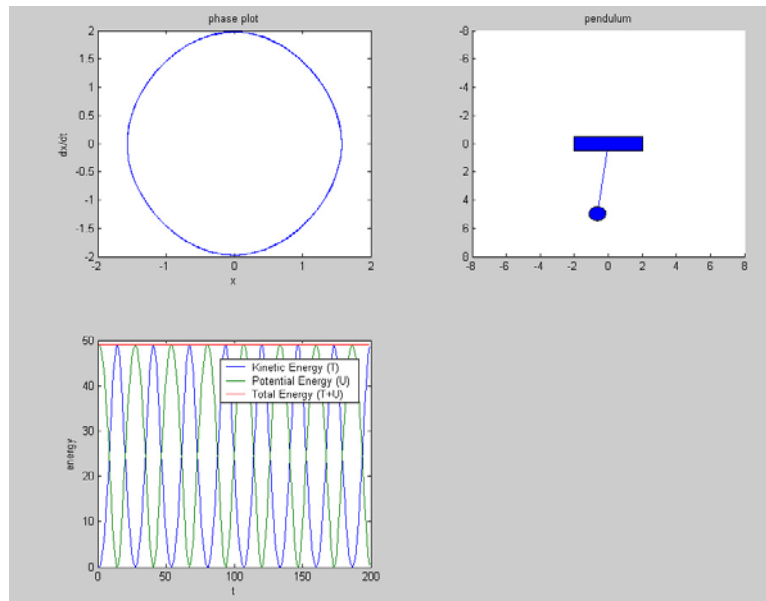 phase plot
2
1.5
1
0.5
0
-0.5
-1
-1.5
-2
dx/dt
-2 -1 0 1 2
x
pendulum
-8
-6
-4
-2
0
2
4
6
8
-8 -6 -4 -2 0 2 4 6 8
50
40
30
20
10
0
energy
Kinetic Energy (T)
Potential Energy (U)
Total Energy (T+U)
0 50 100 150 200
t